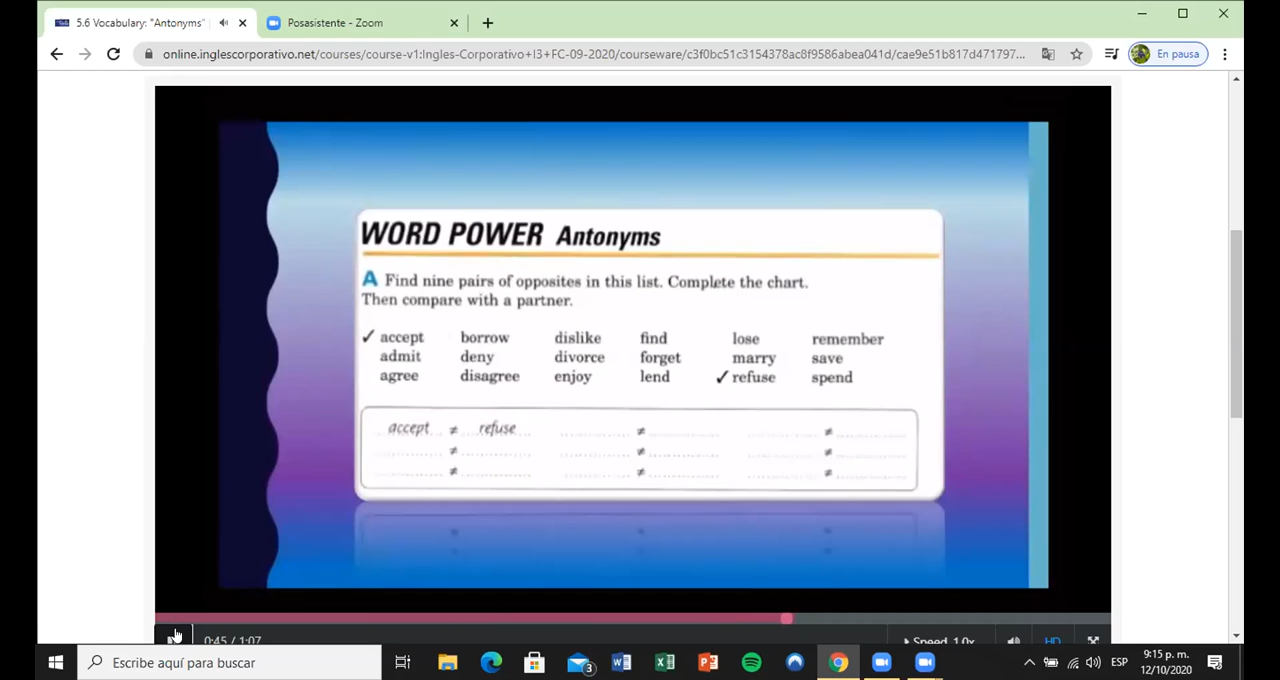 5.6 Vocabulary: "Antonyms"
Posasistente - Zoom
online.inglescorporativo.net/courses/course-v1:Ingles-Corporativo+I3+FC-09-2020/courseware/c3f0bc51c3154378ac8f9586abea041d/cae9e51b817d471797...
En pausa
WORD POWER Antonyms
A Find nine pairs of opposites in this list. Complete the chart.
Then compare with a partner.
✓ accept borrow dislike find lose remember
admit deny divorce forget marry save
agree disagree enjoy lend ✓ refuse spend
accept ≠ refuse ≠ ≠
≠ ≠ ≠
≠ ≠ ≠
0:45 / 1:07
Speed 1.0x
HD
Escribe aquí para buscar
3
ESP
9:15 p. m.
12/10/2020